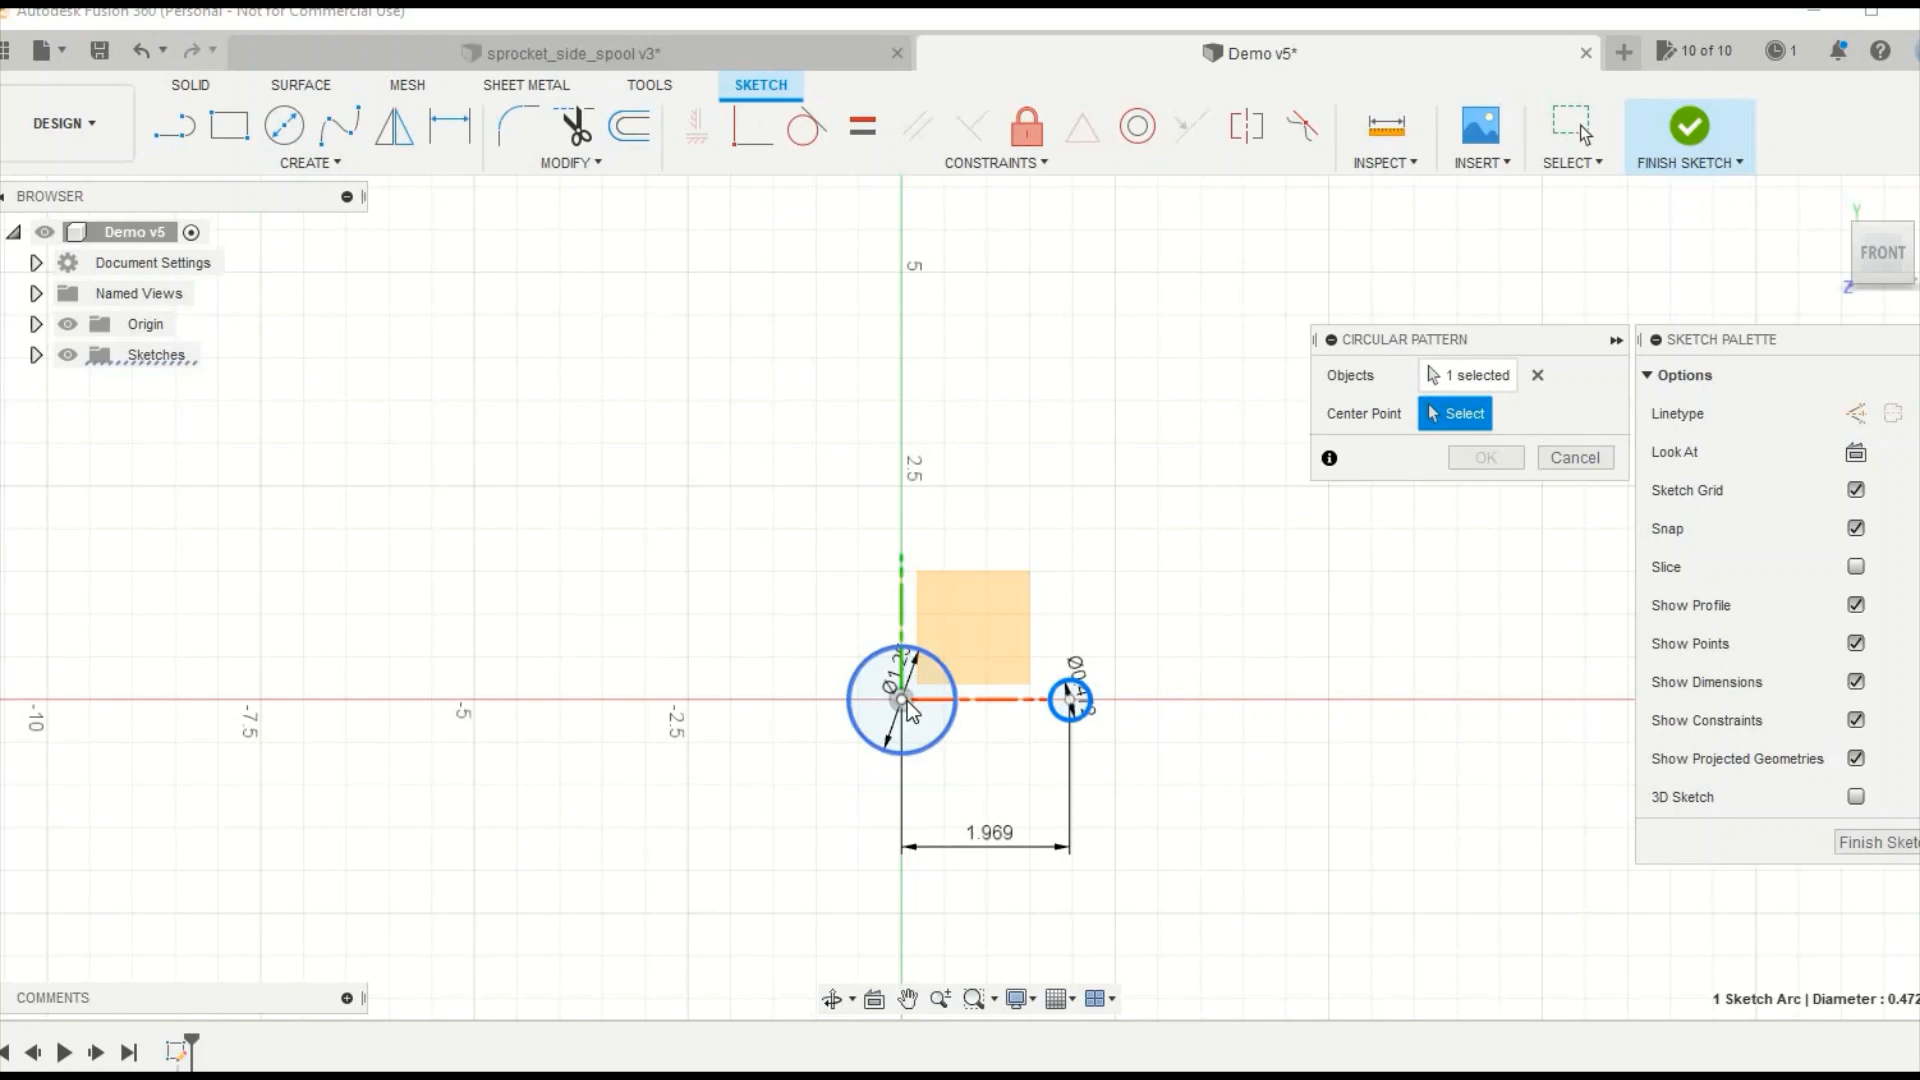 Autodesk Fusion 360 (Personal - Not for Commercial Use)
sprocket_side_spool v3*
Demo v5*
10 of 10
1
SOLID
SURFACE
MESH
SHEET METAL
TOOLS
SKETCH
DESIGN
CREATE
MODIFY
CONSTRAINTS
INSPECT
INSERT
SELECT
FINISH SKETCH
BROWSER
Demo v5
Document Settings
Named Views
Origin
Sketches
5
2.5
-10
-7.5
-5
-2.5
1.969
Y
FRONT
Z
CIRCULAR PATTERN
Objects
1 selected
Center Point
Select
OK
Cancel
SKETCH PALETTE
Options
Linetype
Look At
Sketch Grid
Snap
Slice
Show Profile
Show Points
Show Dimensions
Show Constraints
Show Projected Geometries
3D Sketch
Finish Sket
COMMENTS
1 Sketch Arc | Diameter : 0.472